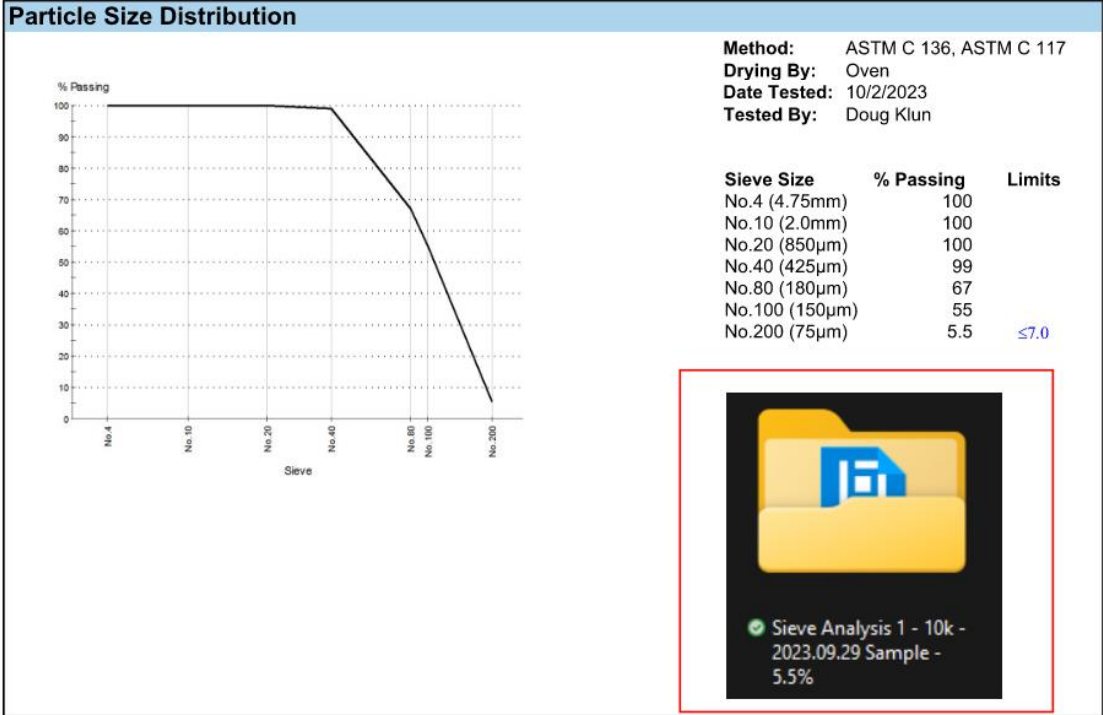 Particle Size Distribution
Method: ASTM C 136, ASTM C 117
Drying By: Oven
Date Tested: 10/2/2023
Tested By: Doug Klun
% Passing
100
90
80
70
60
50
40
30
20
10
0
No.4
No.10
No.20
No.40
No.80
No.100
No.200
Sieve
Sieve Size % Passing Limits
No.4 (4.75mm) 100
No.10 (2.0mm) 100
No.20 (850µm) 100
No.40 (425µm) 99
No.80 (180µm) 67
No.100 (150µm) 55
No.200 (75µm) 5.5 ≤7.0
Sieve Analysis 1 - 10k -
2023.09.29 Sample -
5.5%